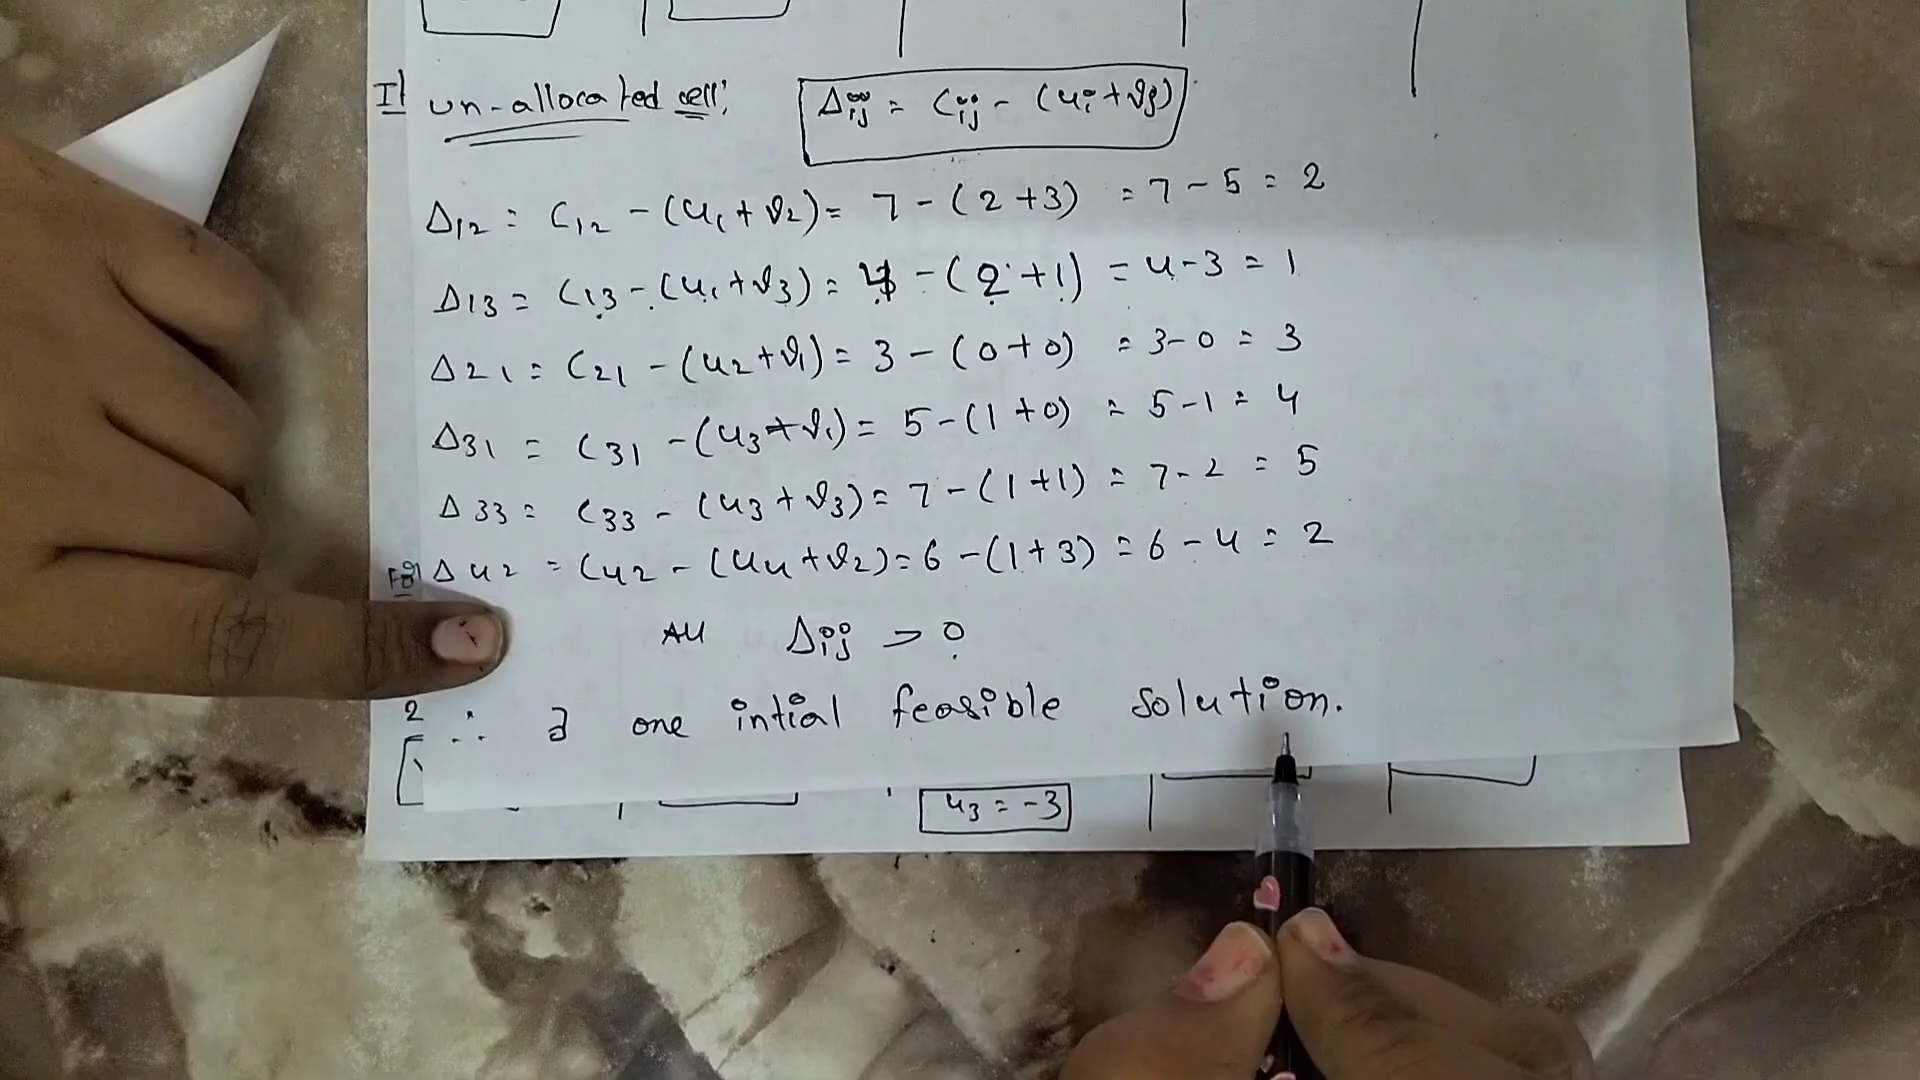 II un-allocated cell:
Δij = Cij - (ui + vj)
Δ12 = C12 - (u1 + v2) = 7 - (2 + 3) = 7 - 5 = 2
Δ13 = C13 - (u1 + v3) = 4 - (2 + 1) = 4 - 3 = 1
Δ21 = C21 - (u2 + v1) = 3 - (0 + 0) = 3 - 0 = 3
Δ31 = C31 - (u3 + v1) = 5 - (1 + 0) = 5 - 1 = 4
Δ33 = C33 - (u3 + v3) = 7 - (1 + 1) = 7 - 2 = 5
Δ42 = C42 - (u4 + v2) = 6 - (1 + 3) = 6 - 4 = 2
All Δij > 0
2
∴ ∃ one intial feasible solution.
u3 = -3